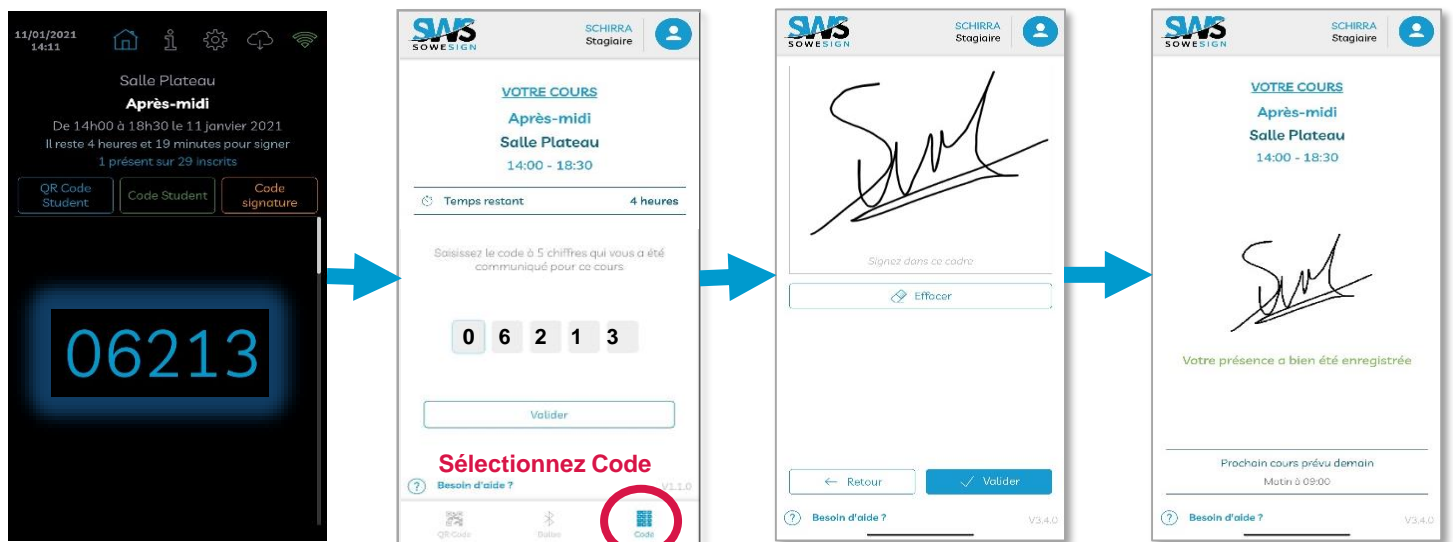 11/01/2021
14:11
Salle Plateau
Après-midi
De 14h00 à 18h30 le 11 janvier 2021
Il reste 4 heures et 19 minutes pour signer
1 présent sur 29 inscrits
QR Code
Student
Code Student
Code
signature
06213
SWS
SOWESIGN
SCHIRRA
Stagiaire
VOTRE COURS
Après-midi
Salle Plateau
14:00 - 18:30
Temps restant 4 heures
Saisissez le code à 5 chiffres qui vous a été
communiqué pour ce cours
0 6 2 1 3
Valider
Sélectionnez Code
? Besoin d'aide ? V1.1.0
QR Code Balise Code
SWS
SOWESIGN
SCHIRRA
Stagiaire
Signez dans ce cadre
Effacer
← Retour
✓ Valider
? Besoin d'aide ? V3.4.0
SWS
SOWESIGN
SCHIRRA
Stagiaire
VOTRE COURS
Après-midi
Salle Plateau
14:00 - 18:30
Votre présence a bien été enregistrée
Prochain cours prévu demain
Matin à 09:00
? Besoin d'aide ? V3.4.0